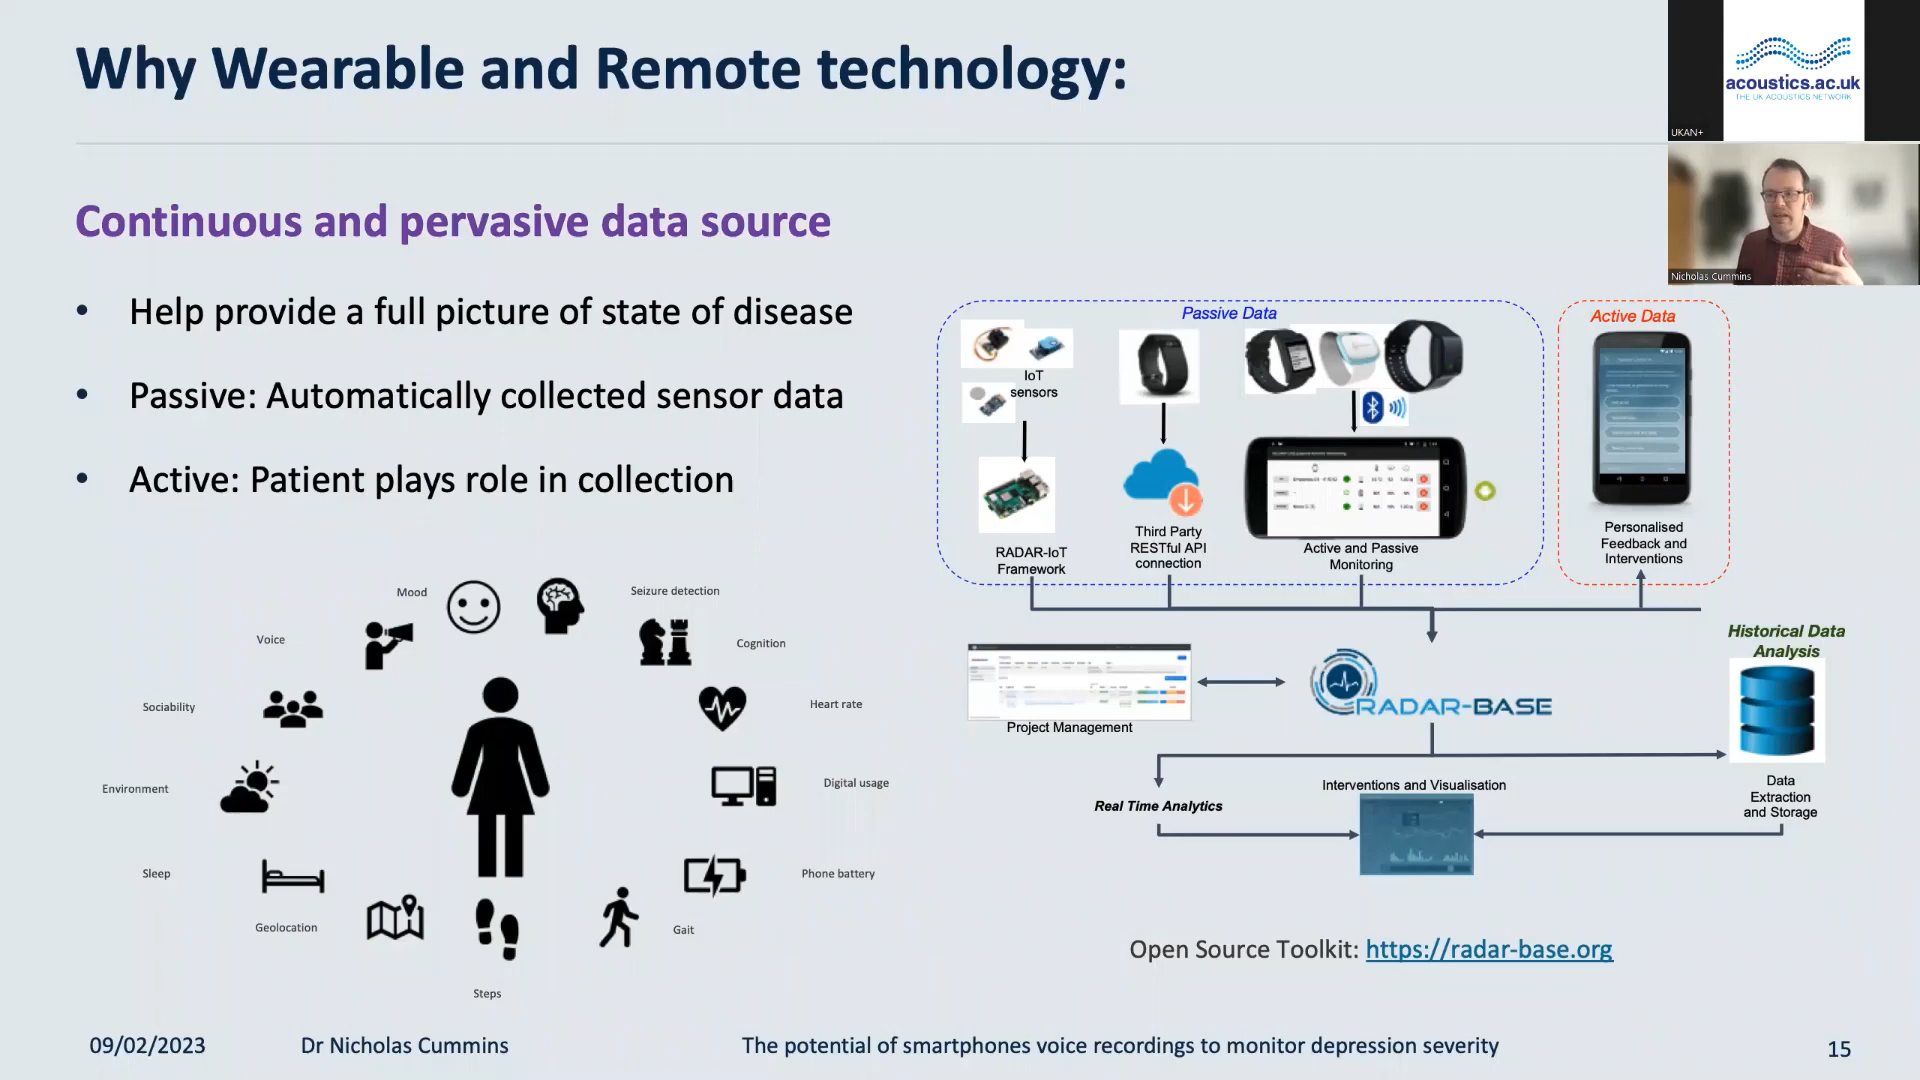 Why Wearable and Remote technology:
acoustics.ac.uk
THE UK ACOUSTICS NETWORK
UKAN+
Nicholas Cummins
Continuous and pervasive data source
• Help provide a full picture of state of disease
• Passive: Automatically collected sensor data
• Active: Patient plays role in collection
Mood
Seizure detection
Voice
Cognition
Sociability
Heart rate
Environment
Digital usage
Sleep
Phone battery
Geolocation
Gait
Steps
Passive Data
Active Data
IoT
sensors
RADAR-IoT
Framework
Third Party
RESTful API
connection
Active and Passive
Monitoring
Personalised
Feedback and
Interventions
Historical Data
Analysis
Project Management
RADAR-BASE
Interventions and Visualisation
Real Time Analytics
Data
Extraction
and Storage
Open Source Toolkit: https://radar-base.org
09/02/2023
Dr Nicholas Cummins
The potential of smartphones voice recordings to monitor depression severity
15